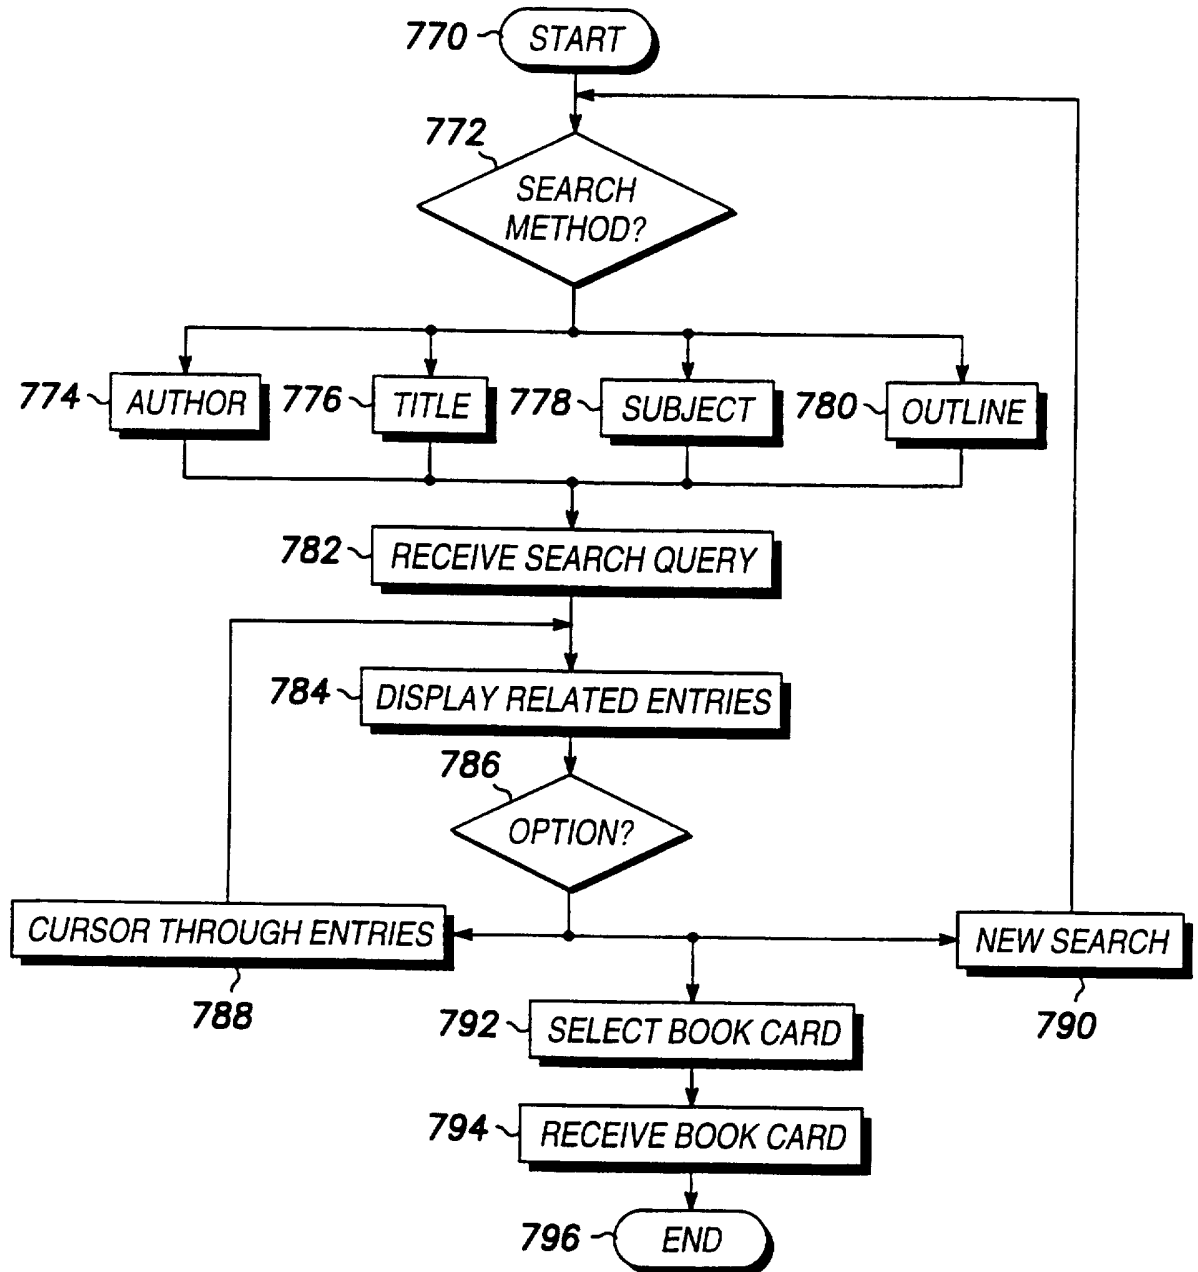 770
START
772
SEARCH
METHOD?
774
AUTHOR
776
TITLE
778
SUBJECT
780
OUTLINE
782
RECEIVE SEARCH QUERY
784
DISPLAY RELATED ENTRIES
786
OPTION?
CURSOR THROUGH ENTRIES
788
NEW SEARCH
790
792
SELECT BOOK CARD
794
RECEIVE BOOK CARD
796
END